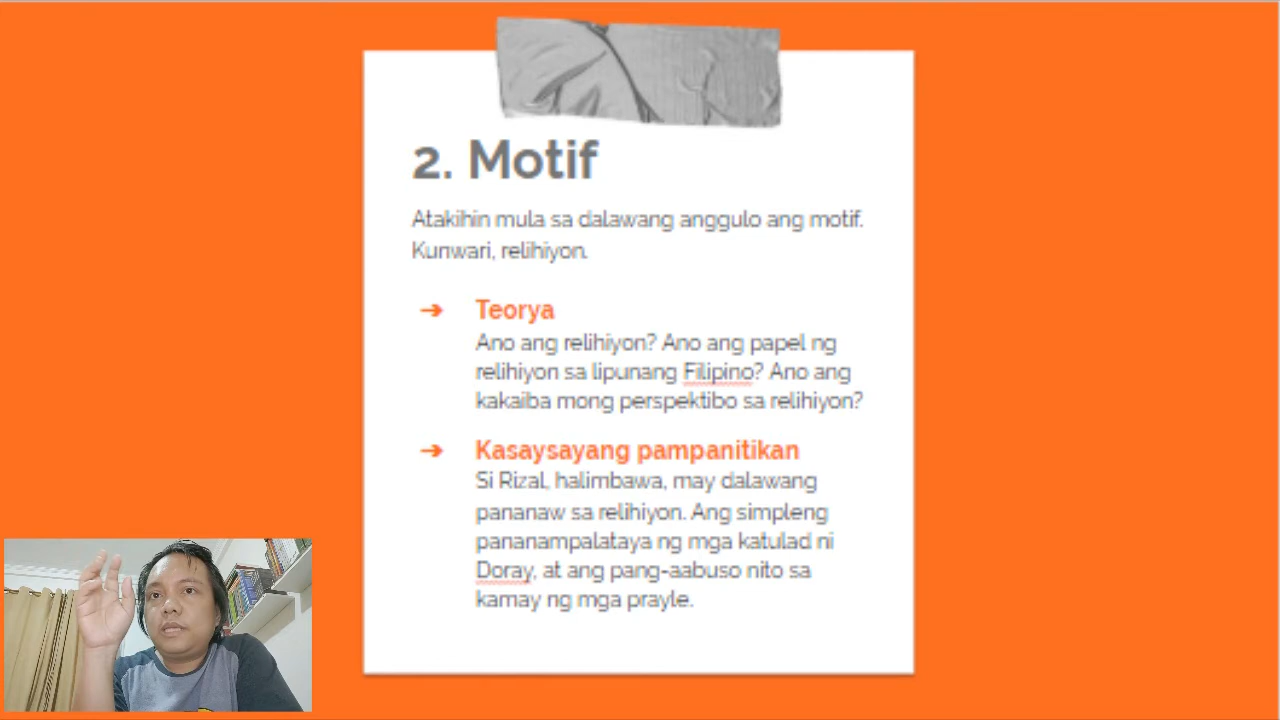 2. Motif
Atakihin mula sa dalawang anggulo ang motif.
Kunwari, relihiyon.
➔ Teorya
Ano ang relihiyon? Ano ang papel ng
relihiyon sa lipunang Filipino? Ano ang
kakaiba mong perspektibo sa relihiyon?
➔ Kasaysayang pampanitikan
Si Rizal, halimbawa, may dalawang
pananaw sa relihiyon. Ang simpleng
pananampalataya ng mga katulad ni
Doray, at ang pang-aabuso nito sa
kamay ng mga prayle.